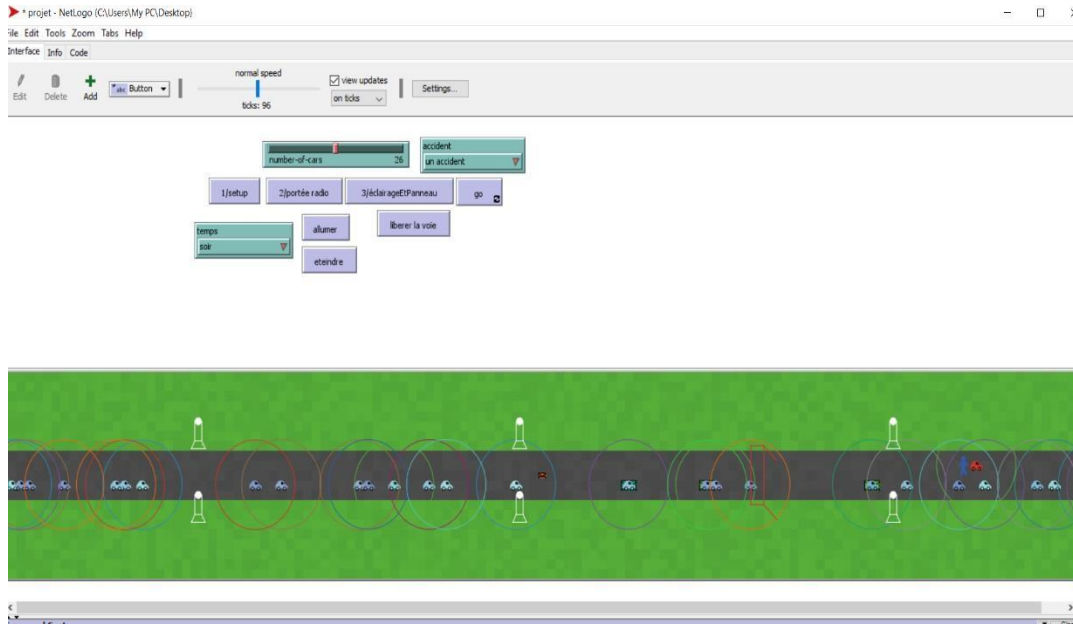 * projet - NetLogo {C:\Users\My PC\Desktop}
File Edit Tools Zoom Tabs Help
Interface Info Code
Edit Delete Add abc Button normal speed ticks: 96 view updates on ticks Settings...
number-of-cars 26
accident
un accident
1/setup 2/portée radio 3/éclairageEtPanneau go
temps
soir
allumer liberer la voie
eteindre